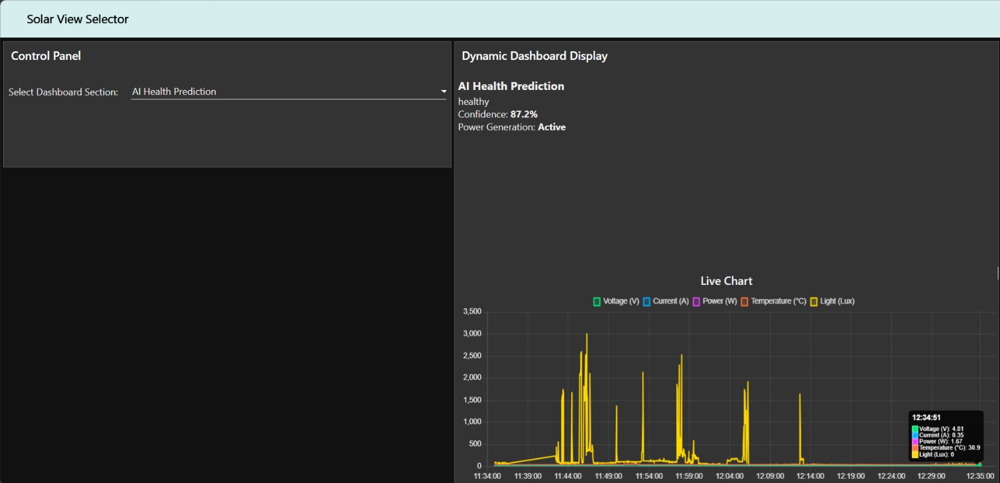 Solar View Selector
Control Panel
Select Dashboard Section: AI Health Prediction
Dynamic Dashboard Display
AI Health Prediction
healthy
Confidence: 87.2%
Power Generation: Active
Live Chart
Voltage (V) Current (A) Power (W) Temperature (°C) Light (Lux)
3,500
3,000
2,500
2,000
1,500
1,000
500
0
12:34:51
Voltage (V): 4.81
Current (A): 0.35
Power (W): 1.67
Temperature (°C): 30.9
Light (Lux): 0
11:34:00 11:39:00 11:44:00 11:49:00 11:54:00 11:59:00 12:04:00 12:09:00 12:14:00 12:19:00 12:24:00 12:29:00 12:35:00